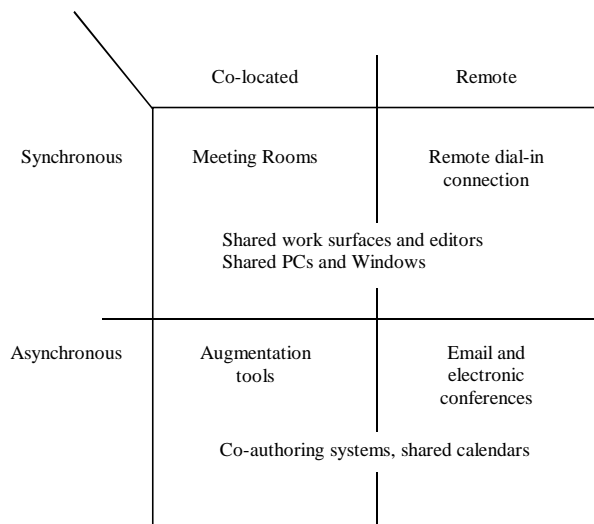 Co-located Remote
Synchronous Meeting Rooms Remote dial-in
connection
Shared work surfaces and editors
Shared PCs and Windows
Asynchronous Augmentation Email and
tools electronic
conferences
Co-authoring systems, shared calendars